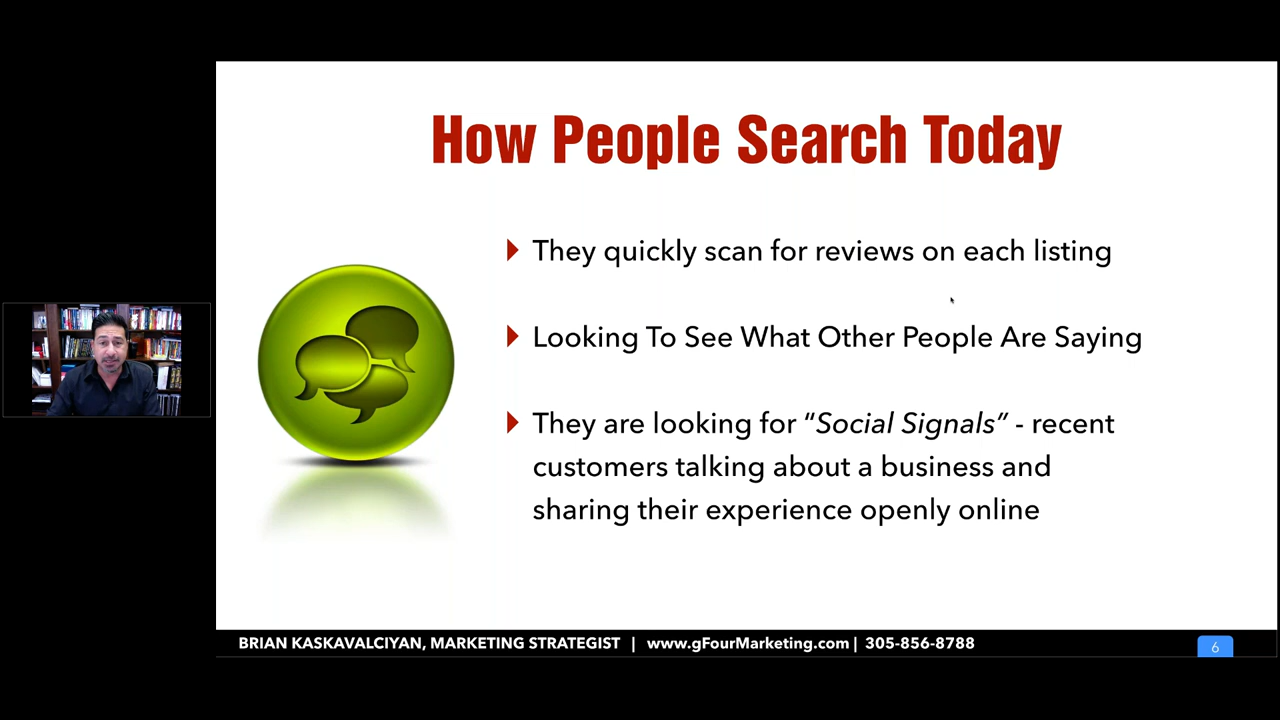 How People Search Today
They quickly scan for reviews on each listing
Looking To See What Other People Are Saying
They are looking for “Social Signals” - recent
customers talking about a business and
sharing their experience openly online
BRIAN KASKAVALCIYAN, MARKETING STRATEGIST | www.gFourMarketing.com | 305-856-8788
6